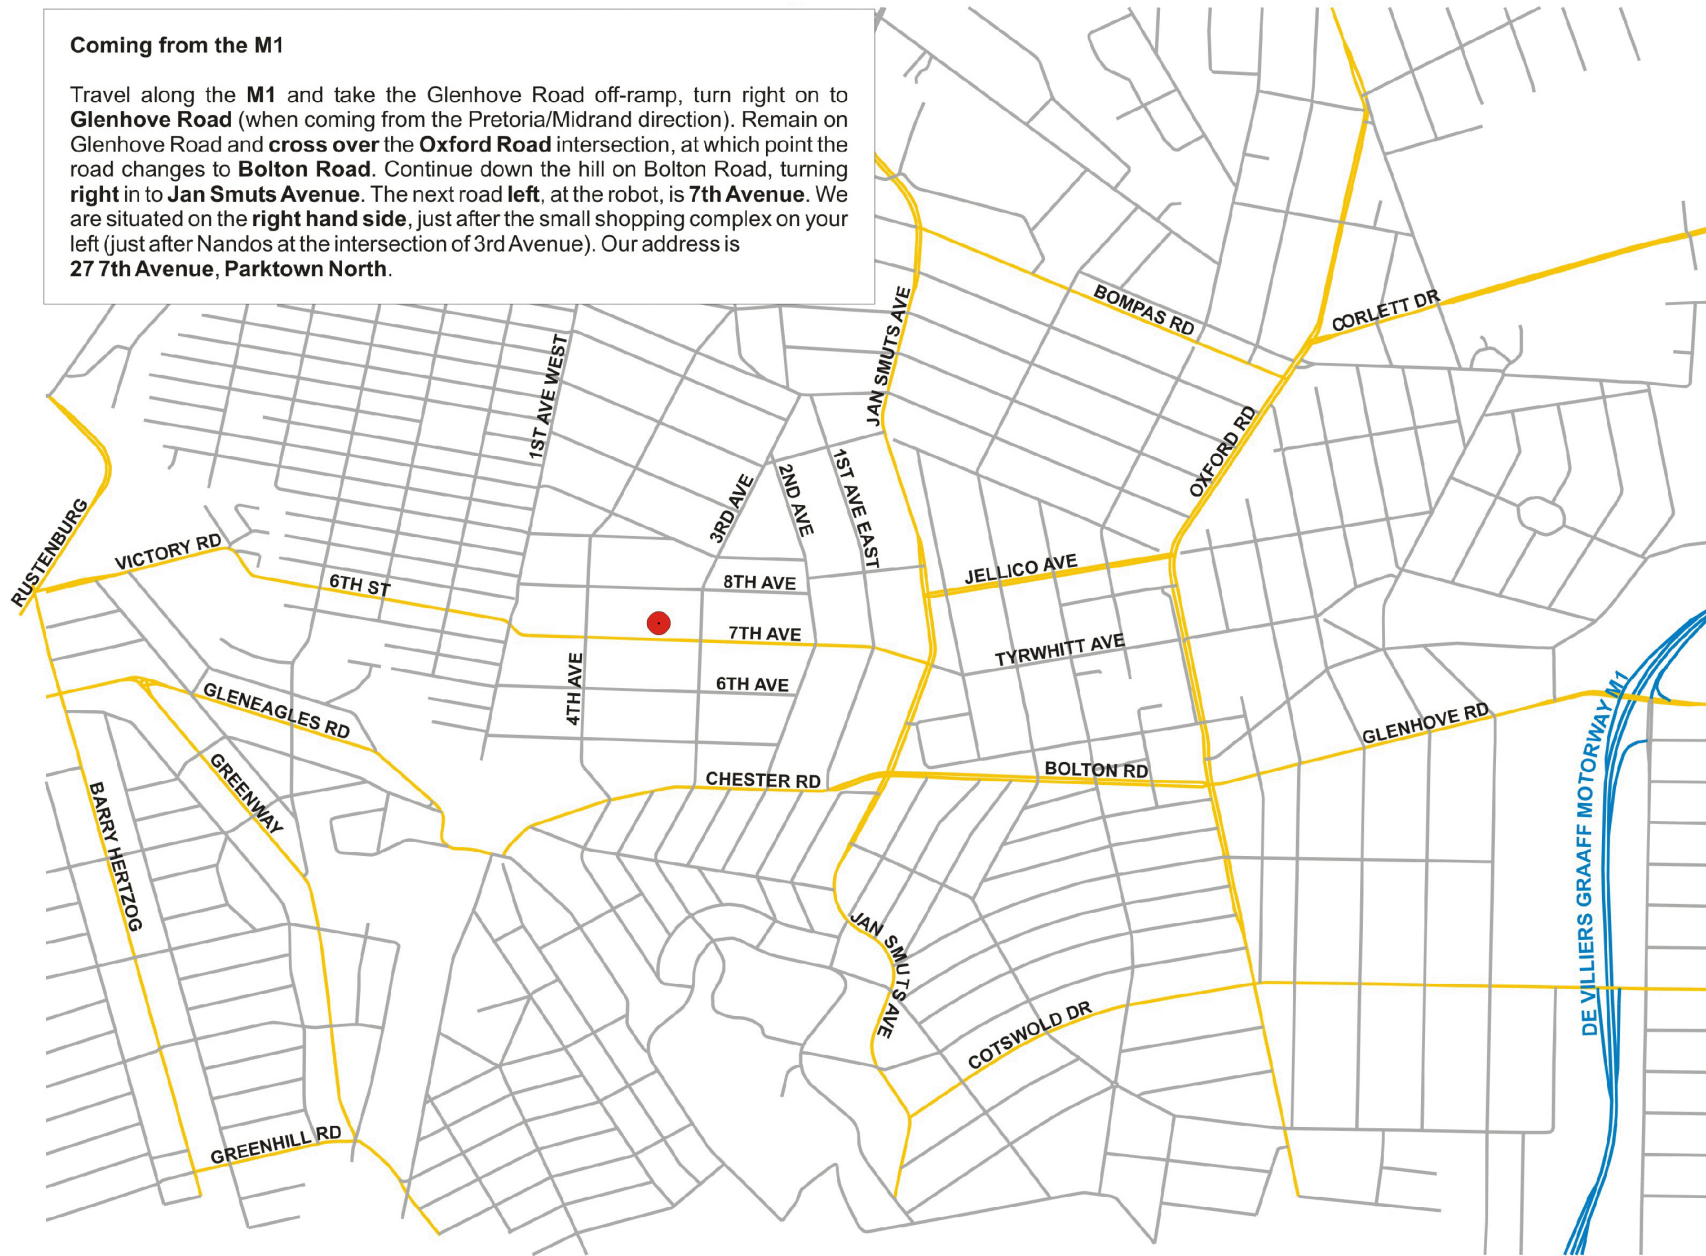 Coming from the M1
Travel along the M1 and take the Glenhove Road off-ramp, turn right on to
Glenhove Road (when coming from the Pretoria/Midrand direction). Remain on
Glenhove Road and cross over the Oxford Road intersection, at which point the
road changes to Bolton Road. Continue down the hill on Bolton Road, turning
right in to Jan Smuts Avenue. The next road left, at the robot, is 7th Avenue. We
are situated on the right hand side, just after the small shopping complex on your
left (just after Nandos at the intersection of 3rd Avenue). Our address is
27 7th Avenue, Parktown North.
BOMPAS RD
CORLETT DR
JAN SMUTS AVE
1ST AVE WEST
OXFORD RD
3RD AVE
2ND AVE
1ST AVE EAST
RUSTENBURG
VICTORY RD
6TH ST
8TH AVE
JELLICO AVE
7TH AVE
TYRWHITT AVE
4TH AVE
6TH AVE
GLENEAGLES RD
GLENHOVE RD
DE VILLIERS GRAAFF MOTORWAY M1
GREENWAY
CHESTER RD
BOLTON RD
BARRY HERTZOG
JAN SMUTS AVE
COTSWOLD DR
GREENHILL RD